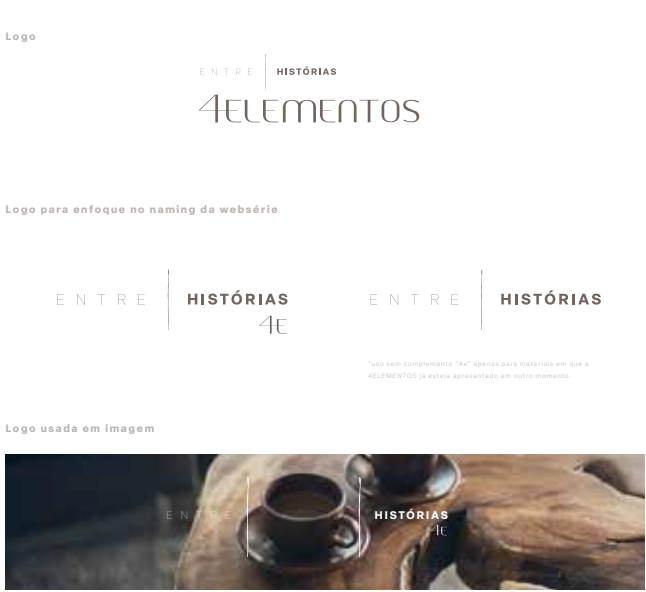 Logo
ENTRE HISTÓRIAS
4ELEMENTOS
Logo para enfoque no naming da websérie
ENTRE HISTÓRIAS
4E
ENTRE HISTÓRIAS
*uso sem complemento "4e" apenas para materiais em que a
4ELEMENTOS já esteja apresentado em outro momento.
Logo usada em imagem
ENTRE HISTÓRIAS
4E